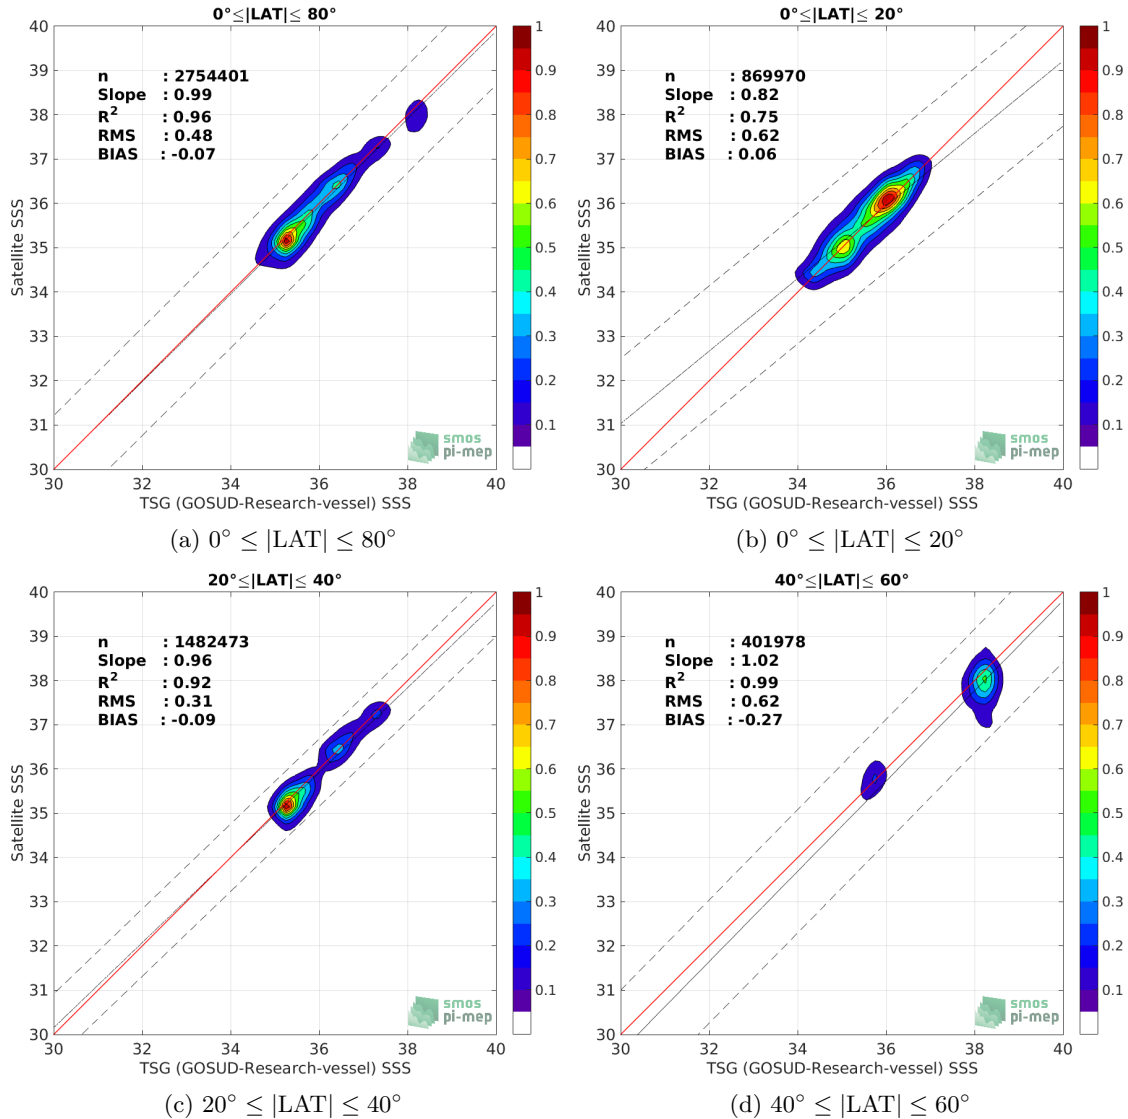 0°≤|LAT|≤ 80°
n : 2754401
Slope : 0.99
R² : 0.96
RMS : 0.48
BIAS : -0.07
Satellite SSS
40
39
38
37
36
35
34
33
32
31
30
30 32 34 36 38 40
TSG (GOSUD-Research-vessel) SSS
1
0.9
0.8
0.7
0.6
0.5
0.4
0.3
0.2
0.1
smos
pi-mep
(a) 0° ≤ |LAT| ≤ 80°
0°≤|LAT|≤ 20°
n : 869970
Slope : 0.82
R² : 0.75
RMS : 0.62
BIAS : 0.06
Satellite SSS
40
39
38
37
36
35
34
33
32
31
30
30 32 34 36 38 40
TSG (GOSUD-Research-vessel) SSS
1
0.9
0.8
0.7
0.6
0.5
0.4
0.3
0.2
0.1
smos
pi-mep
(b) 0° ≤ |LAT| ≤ 20°
20°≤|LAT|≤ 40°
n : 1482473
Slope : 0.96
R² : 0.92
RMS : 0.31
BIAS : -0.09
Satellite SSS
40
39
38
37
36
35
34
33
32
31
30
30 32 34 36 38 40
TSG (GOSUD-Research-vessel) SSS
1
0.9
0.8
0.7
0.6
0.5
0.4
0.3
0.2
0.1
smos
pi-mep
(c) 20° ≤ |LAT| ≤ 40°
40°≤|LAT|≤ 60°
n : 401978
Slope : 1.02
R² : 0.99
RMS : 0.62
BIAS : -0.27
Satellite SSS
40
39
38
37
36
35
34
33
32
31
30
30 32 34 36 38 40
TSG (GOSUD-Research-vessel) SSS
1
0.9
0.8
0.7
0.6
0.5
0.4
0.3
0.2
0.1
smos
pi-mep
(d) 40° ≤ |LAT| ≤ 60°